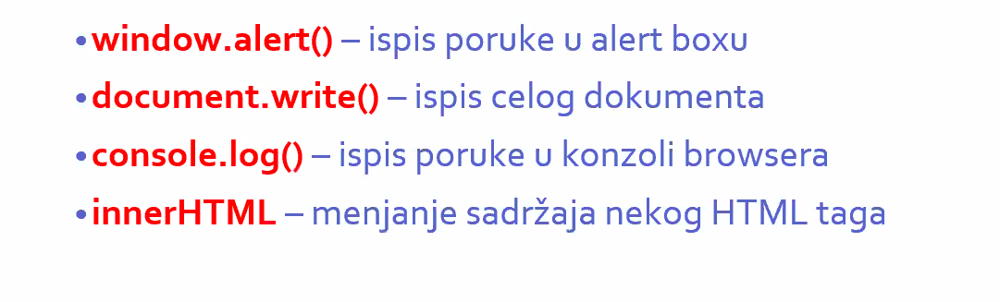 •window.alert() – ispis poruke u alert boxu
•document.write() – ispis celog dokumenta
•console.log() – ispis poruke u konzoli browsera
•innerHTML – menjanje sadržaja nekog HTML taga